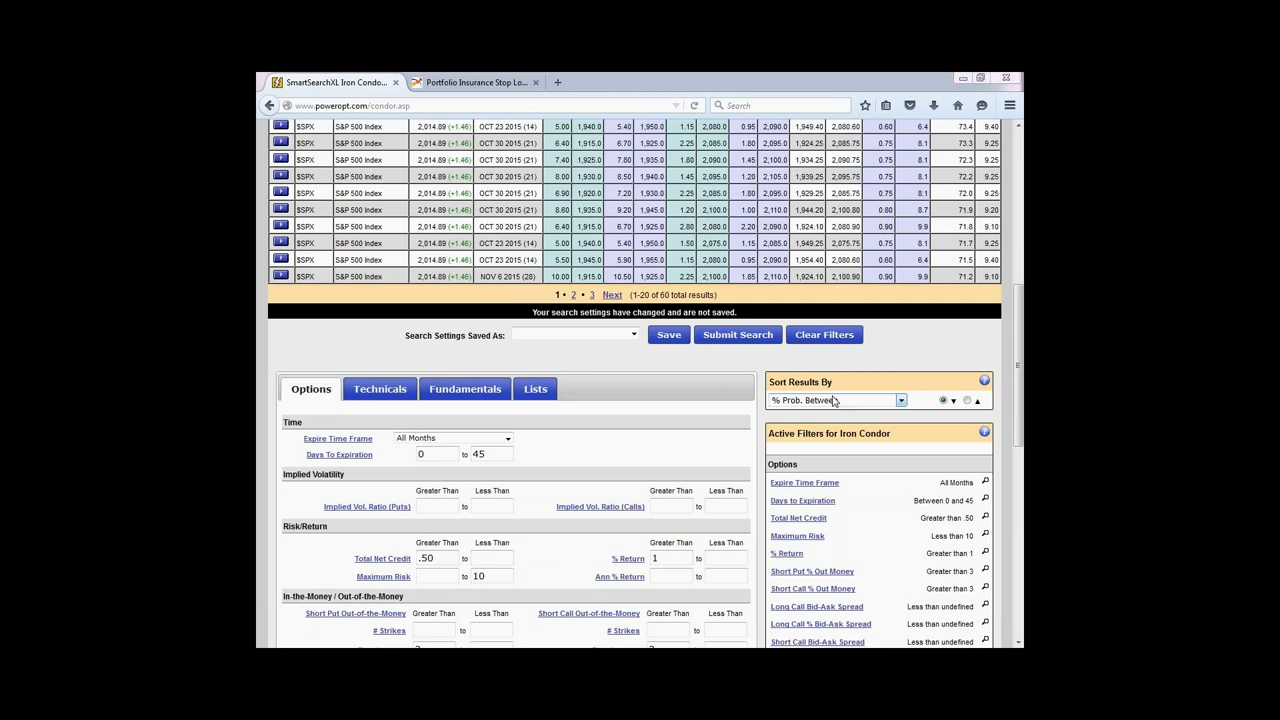 SmartSearchXL Iron Condo... × Portfolio Insurance Stop Lo... × +
www.poweropt.com/condor.asp Search
$SPX S&P 500 Index 2,014.89 (+1.46) OCT 23 2015 (14) 5.00 1,940.0 5.40 1,950.0 1.15 2,080.0 0.95 2,090.0 1,949.40 2,080.60 0.60 6.4 73.4 9.40
$SPX S&P 500 Index 2,014.89 (+1.46) OCT 30 2015 (21) 6.40 1,915.0 6.70 1,925.0 2.25 2,085.0 1.80 2,095.0 1,924.25 2,085.75 0.75 8.1 73.3 9.25
$SPX S&P 500 Index 2,014.89 (+1.46) OCT 30 2015 (21) 7.40 1,925.0 7.80 1,935.0 1.80 2,090.0 1.45 2,100.0 1,934.25 2,090.75 0.75 8.1 72.3 9.25
$SPX S&P 500 Index 2,014.89 (+1.46) OCT 30 2015 (21) 8.00 1,930.0 8.50 1,940.0 1.45 2,095.0 1.20 2,105.0 1,939.25 2,095.75 0.75 8.1 72.2 9.25
$SPX S&P 500 Index 2,014.89 (+1.46) OCT 30 2015 (21) 6.90 1,920.0 7.20 1,930.0 2.25 2,085.0 1.80 2,095.0 1,929.25 2,085.75 0.75 8.1 72.0 9.25
$SPX S&P 500 Index 2,014.89 (+1.46) OCT 30 2015 (21) 8.60 1,935.0 9.20 1,945.0 1.20 2,100.0 1.00 2,110.0 1,944.20 2,100.80 0.80 8.7 71.9 9.20
$SPX S&P 500 Index 2,014.89 (+1.46) OCT 30 2015 (21) 6.40 1,915.0 6.70 1,925.0 2.80 2,080.0 2.20 2,090.0 1,924.10 2,080.90 0.90 9.9 71.8 9.10
$SPX S&P 500 Index 2,014.89 (+1.46) OCT 23 2015 (14) 5.00 1,940.0 5.40 1,950.0 1.50 2,075.0 1.15 2,085.0 1,949.25 2,075.75 0.75 8.1 71.7 9.25
$SPX S&P 500 Index 2,014.89 (+1.46) OCT 23 2015 (14) 5.50 1,945.0 5.90 1,955.0 1.15 2,080.0 0.95 2,090.0 1,954.40 2,080.60 0.60 6.4 71.5 9.40
$SPX S&P 500 Index 2,014.89 (+1.46) NOV 6 2015 (28) 10.00 1,915.0 10.50 1,925.0 2.25 2,100.0 1.85 2,110.0 1,924.10 2,100.90 0.90 9.9 71.2 9.10
1 • 2 • 3 Next (1-20 of 60 total results)
Your search settings have changed and are not saved.
Search Settings Saved As: Save Submit Search Clear Filters
Options Technicals Fundamentals Lists
Time
Expire Time Frame All Months
Days To Expiration 0 to 45
Implied Volatility
Greater Than Less Than Greater Than Less Than
Implied Vol. Ratio (Puts) to Implied Vol. Ratio (Calls) to
Risk/Return
Greater Than Less Than Greater Than Less Than
Total Net Credit .50 to % Return 1 to
Maximum Risk to 10 Ann % Return to
In-the-Money / Out-of-the-Money
Short Put Out-of-the-Money Greater Than Less Than Short Call Out-of-the-Money Greater Than Less Than
# Strikes to # Strikes to
Sort Results By
% Prob. Between
Active Filters for Iron Condor
Options
Expire Time Frame All Months
Days to Expiration Between 0 and 45
Total Net Credit Greater than .50
Maximum Risk Less than 10
% Return Greater than 1
Short Put % Out Money Greater than 3
Short Call % Out Money Greater than 3
Long Call Bid-Ask Spread Less than undefined
Long Call % Bid-Ask Spread Less than undefined
Short Call Bid-Ask Spread Less than undefined